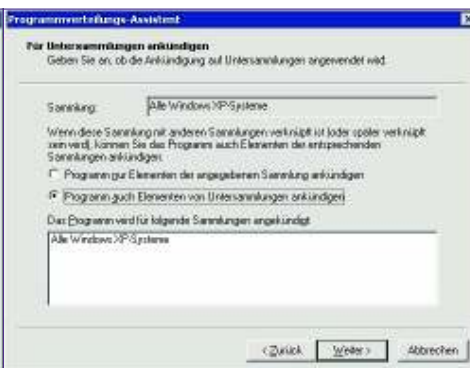 Programmverteilungs-Assistent
Für Untersammlungen ankündigen
Geben Sie an, ob die Ankündigung auf Untersammlungen angewendet wird.
Sammlung: Alle Windows XP-Systeme
Wenn diese Sammlung mit anderen Sammlungen verknüpft ist (oder später verknüpft
sein wird), können Sie das Programm auch Elementen der entsprechenden
Sammlungen ankündigen.
Programm nur Elementen der angegebenen Sammlung ankündigen
Programm auch Elementen von Untersammlungen ankündigen
Das Programm wird für folgende Sammlungen angekündigt:
Alle Windows XP-Systeme
< Zurück Weiter > Abbrechen